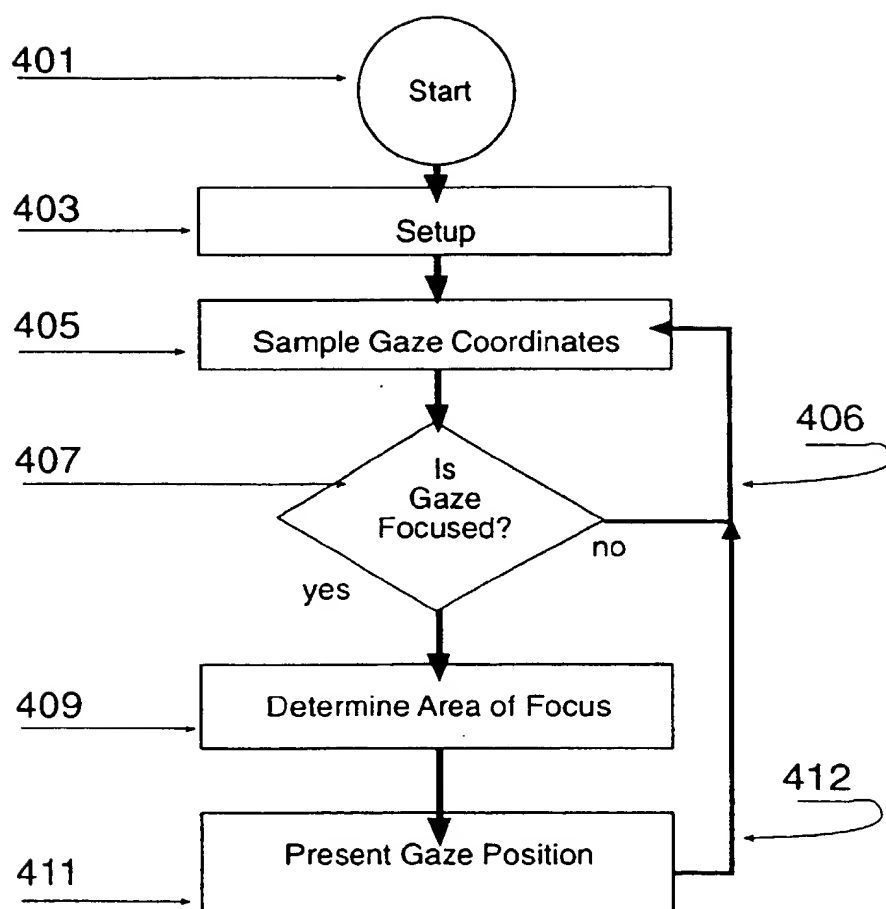 401
Start
403
Setup
405
Sample Gaze Coordinates
406
407
Is
Gaze
Focused?
no
yes
409
Determine Area of Focus
412
Present Gaze Position
411